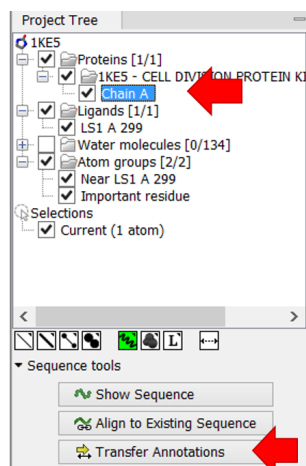 Project Tree
1KE5
Proteins [1/1]
1KE5 - CELL DIVISION PROTEIN KI
Chain A
Ligands [1/1]
LS1 A 299
Water molecules [0/134]
Atom groups [2/2]
Near LS1 A 299
Important residue
Selections
Current (1 atom)
L
Sequence tools
Show Sequence
Align to Existing Sequence
Transfer Annotations